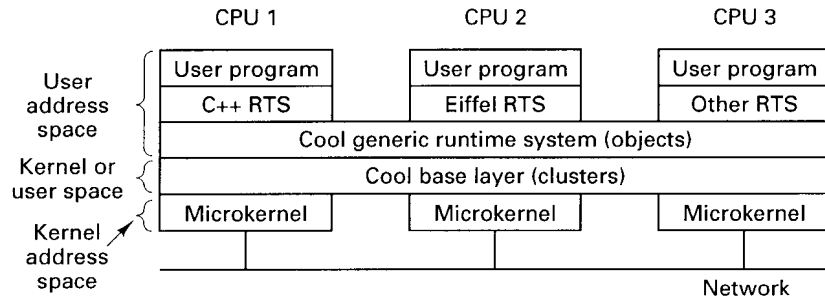 CPU 1
CPU 2
CPU 3
User program
User program
User program
User
address
space
C++ RTS
Eiffel RTS
Other RTS
Cool generic runtime system (objects)
Kernel or
user space
Cool base layer (clusters)
Microkernel
Microkernel
Microkernel
Kernel
address
space
Network